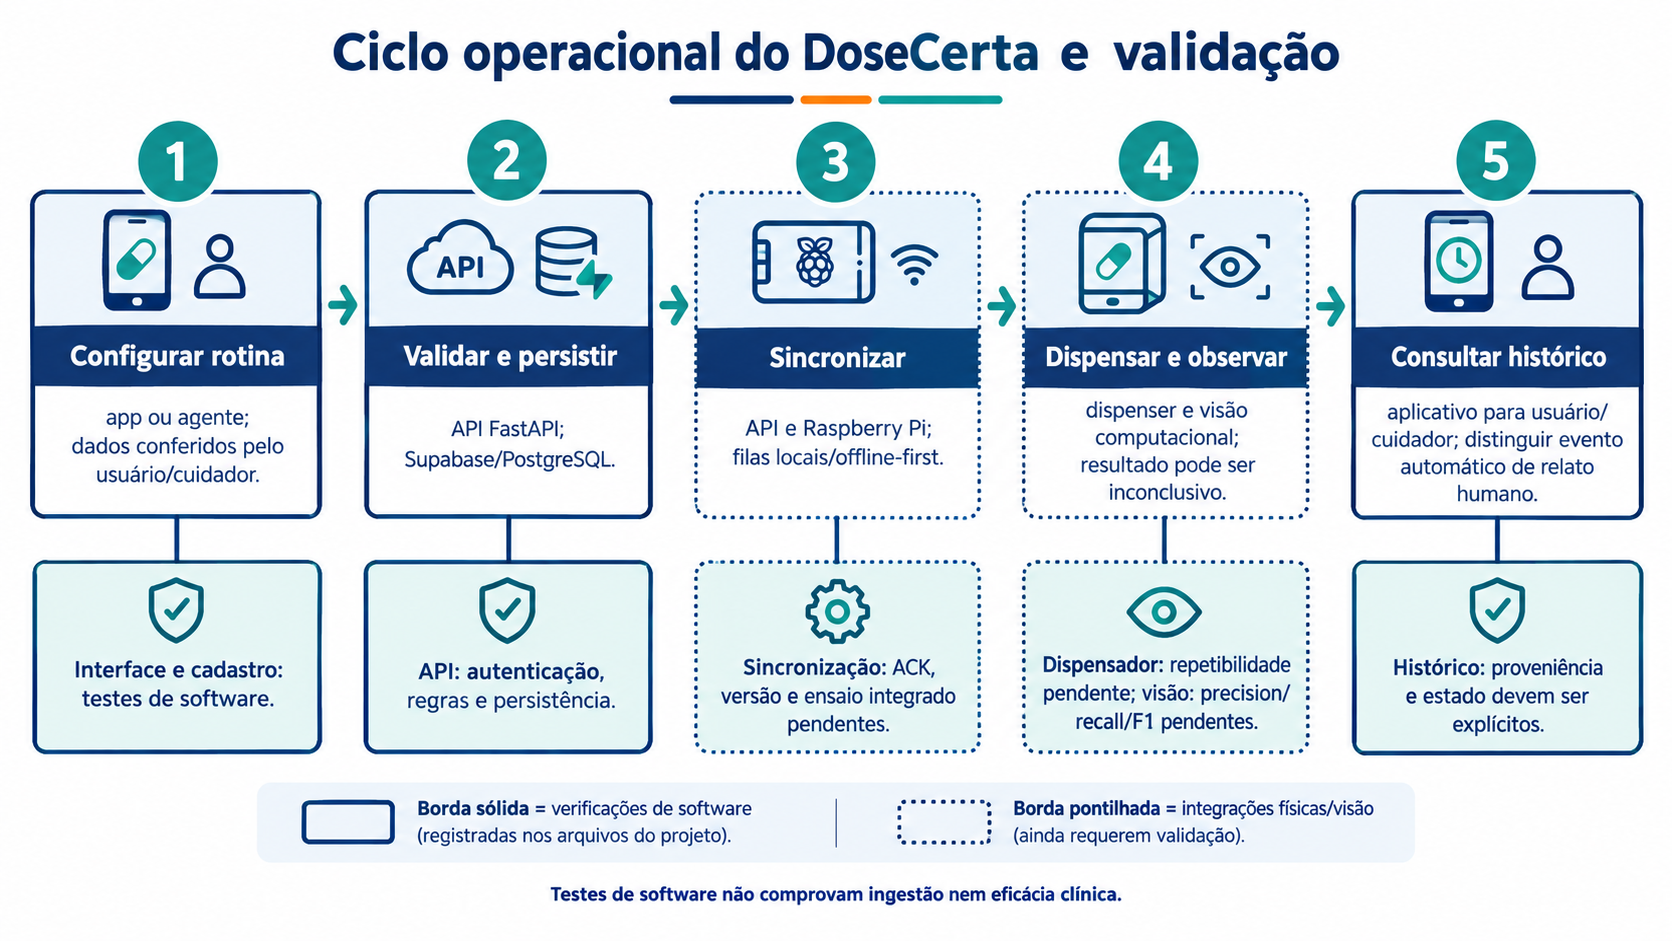 Ciclo operacional do DoseCerta e validação
1
2
3
4
5
API
Configurar rotina
app ou agente;
dados conferidos pelo
usuário/cuidador.
Validar e persistir
API FastAPI;
Supabase/PostgreSQL.
Sincronizar
API e Raspberry Pi;
filas locais/offline-first.
Dispensar e observar
dispenser e visão
computacional;
resultado pode ser
inconclusivo.
Consultar histórico
aplicativo para usuário/
cuidador; distinguir evento
automático de relato
humano.
Interface e cadastro:
testes de software.
API: autenticação,
regras e persistência.
Sincronização: ACK,
versão e ensaio integrado
pendentes.
Dispensador: repetibilidade
pendente; visão: precision/
recall/F1 pendentes.
Histórico: proveniência
e estado devem ser
explícitos.
Borda sólida = verificações de software
(registradas nos arquivos do projeto).
Borda pontilhada = integrações físicas/visão
(ainda requerem validação).
Testes de software não comprovam ingestão nem eficácia clínica.